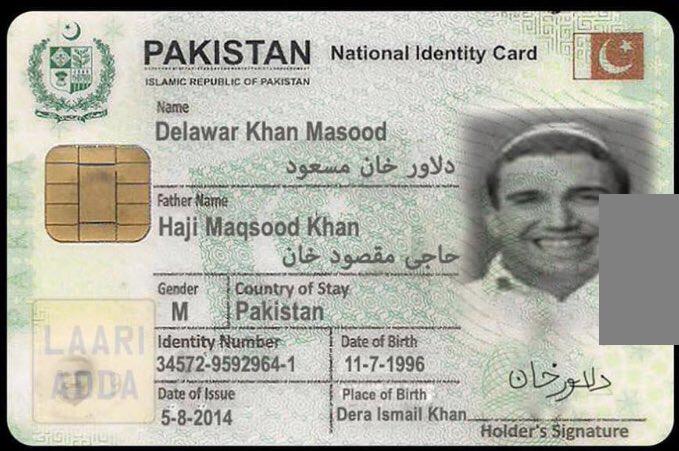 PAKISTAN National Identity Card
ISLAMIC REPUBLIC OF PAKISTAN
Name
Delawar Khan Masood
دلاور خان مسعود
Father Name
Haji Maqsood Khan
حاجی مقصود خان
Gender Country of Stay
M Pakistan
Identity Number Date of Birth
34572-9592964-1 11-7-1996
Date of Issue Place of Birth
5-8-2014 Dera Ismail Khan
LAARI
ADDA
دلاور خان
Holder's Signature